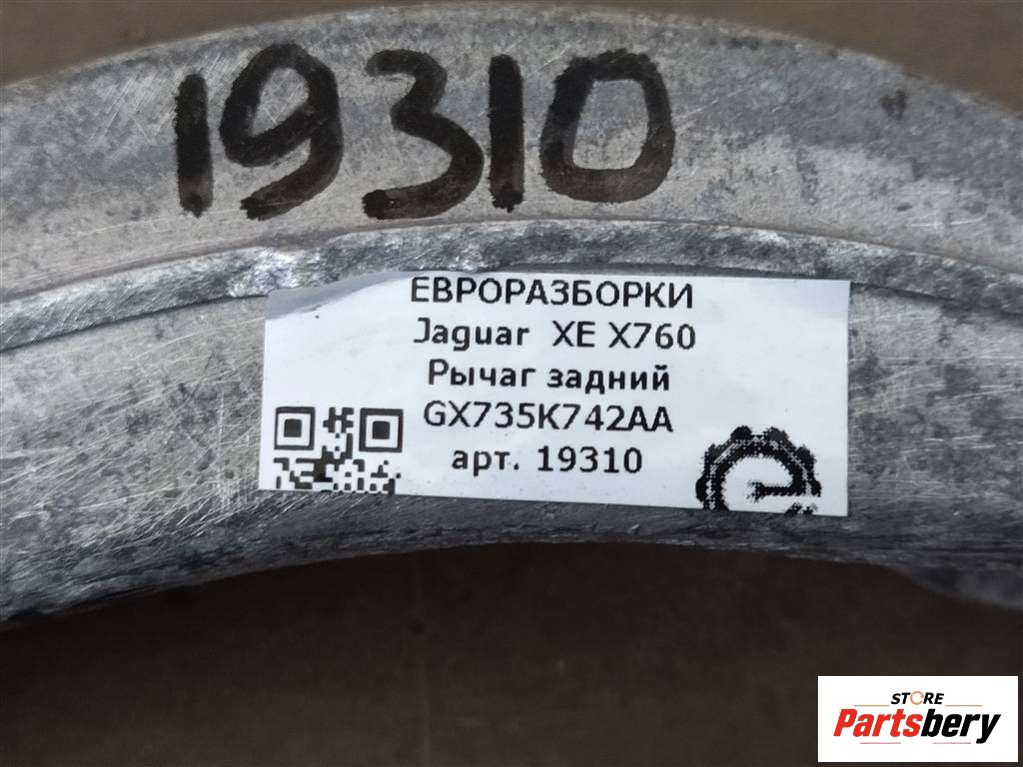 19310
ЕВРОРАЗБОРКИ
Jaguar XE X760
Рычаг задний
GX735K742AA
арт. 19310
STORE
Partsbery